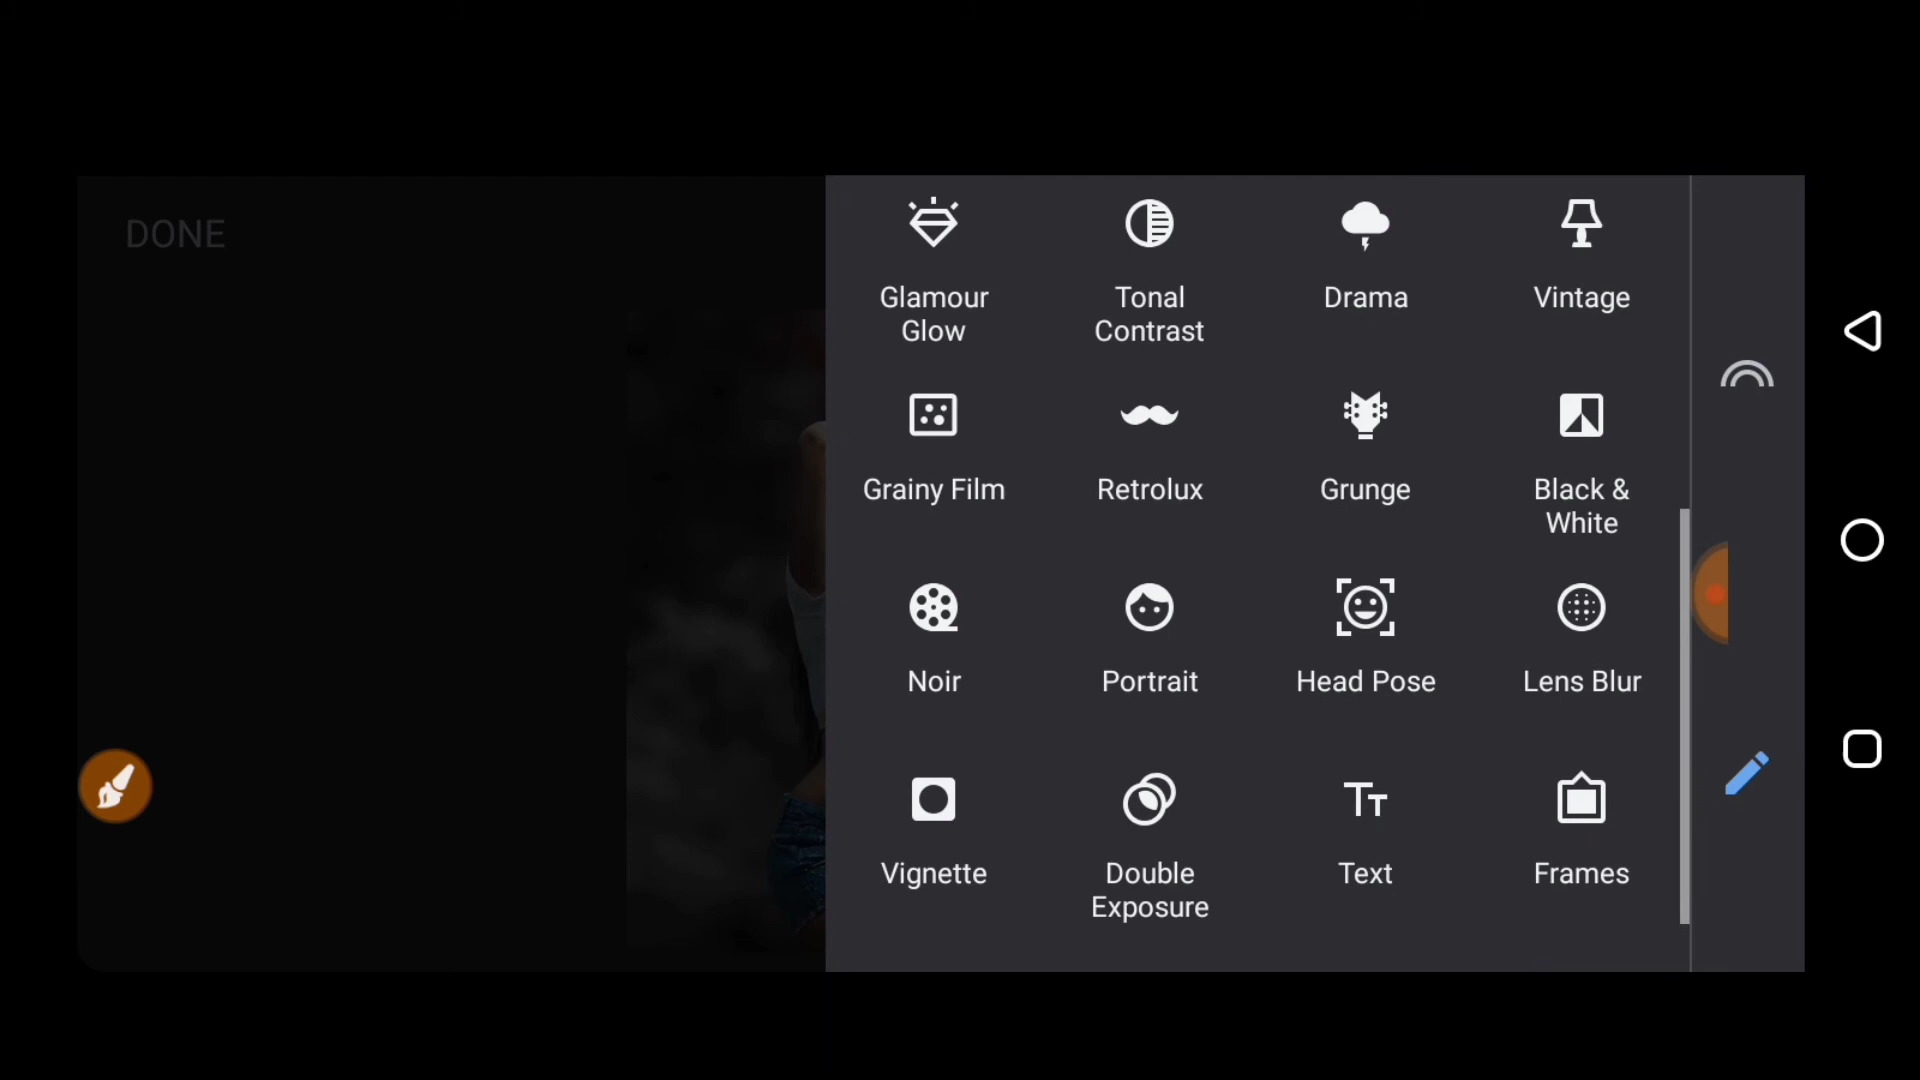 DONE
Glamour
Glow
Tonal
Contrast
Drama
Vintage
Grainy Film
Retrolux
Grunge
Black &
White
Noir
Portrait
Head Pose
Lens Blur
Vignette
Double
Exposure
Text
Frames